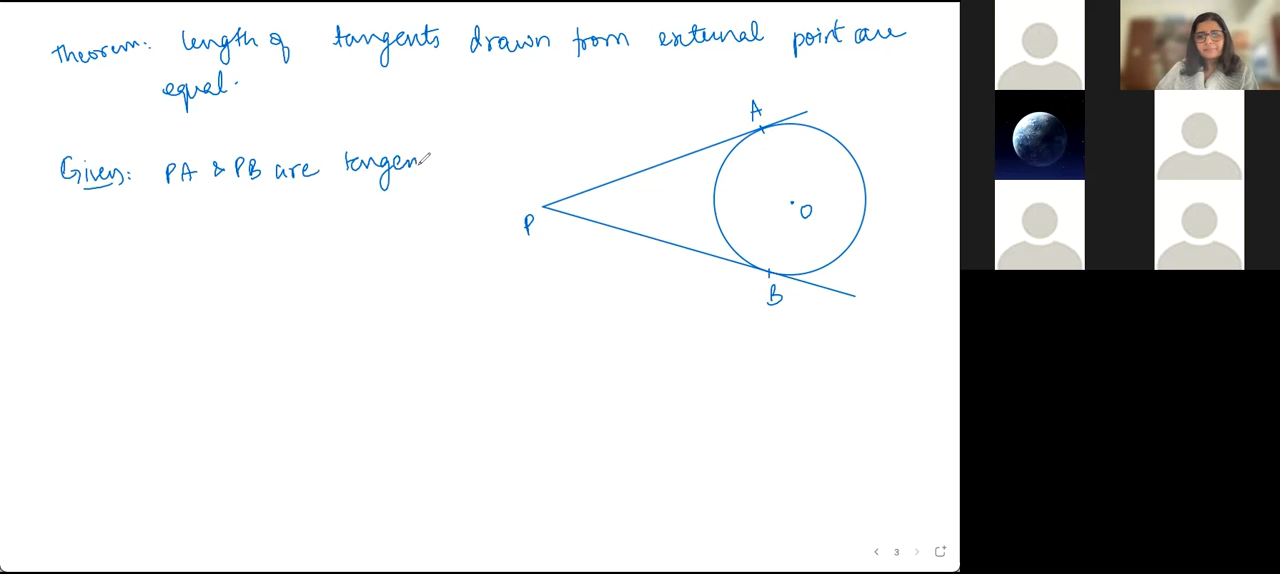 Theorem: length of tangents drawn from external point are
equal.
Given: PA & PB are tangen
A
P
O
B
3